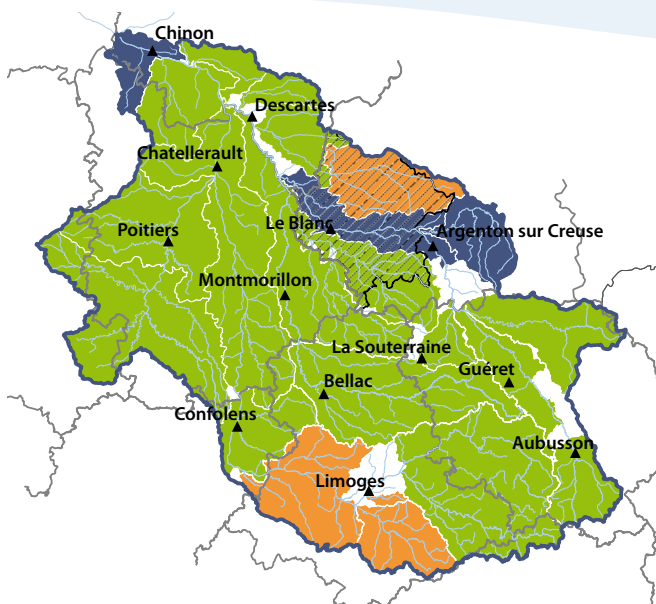 Chinon
Descartes
Chatellerault
Poitiers
Le Blanc
Argenton sur Creuse
Montmorillon
La Souterraine
Guéret
Bellac
Confolens
Aubusson
Limoges